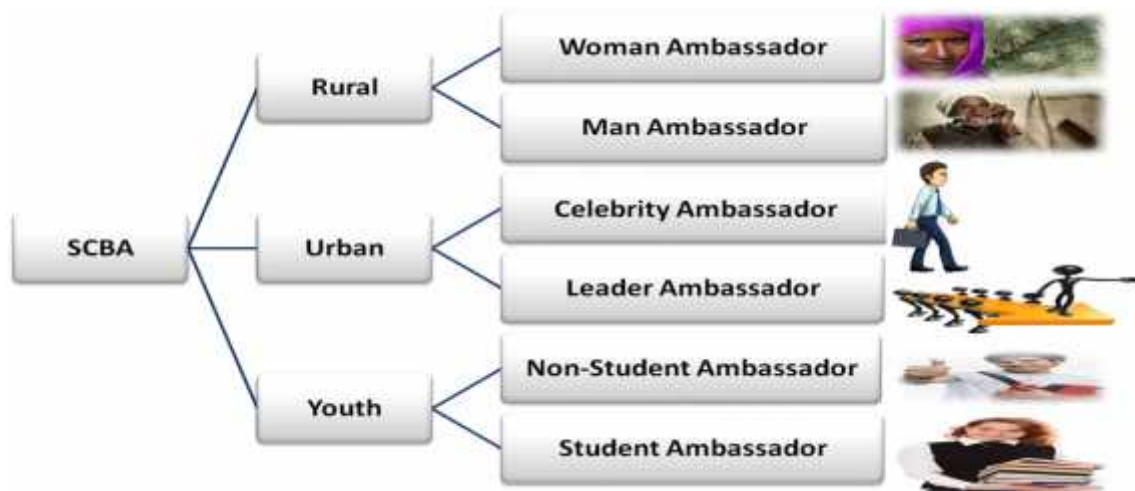 SCBA
Rural
Woman Ambassador
Man Ambassador
Urban
Celebrity Ambassador
Leader Ambassador
Youth
Non-Student Ambassador
Student Ambassador